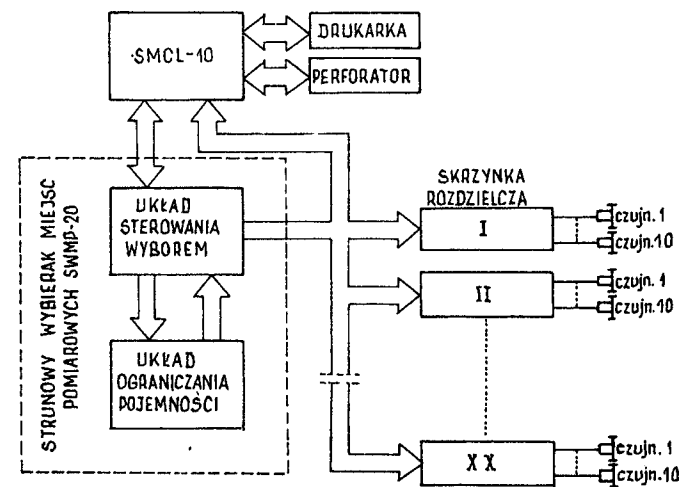 SMCL-10
DRUKARKA
PERFORATOR
STRUNOWY WYBIERAK MIEJSC
POMIAROWYCH SWMP-20
UKŁAD
STEROWANIA
WYBOREM
UKŁAD
OGRANICZANIA
POJEMNOŚCI
SKRZYNKA
ROZDZIELCZA
I
czujn. 1
czujn.10
II
czujn. 1
czujn.10
XX
czujn. 1
czujn.10